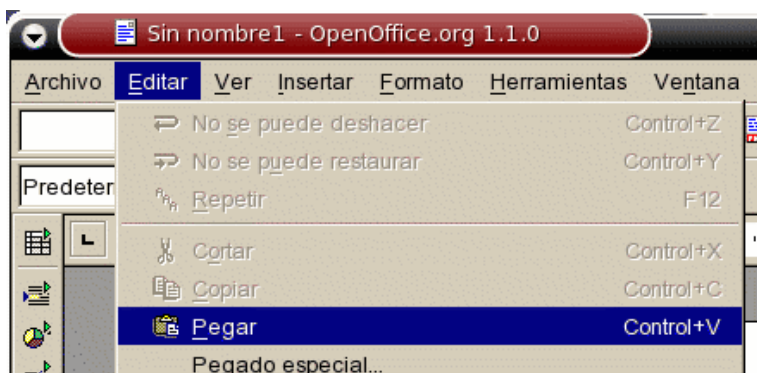 Sin nombre1 - OpenOffice.org 1.1.0
Archivo Editar Ver Insertar Formato Herramientas Ventana
No se puede deshacer Control+Z
No se puede restaurar Control+Y
Predeter
Repetir F12
Cortar Control+X
Copiar Control+C
Pegar Control+V
Pegado especial...